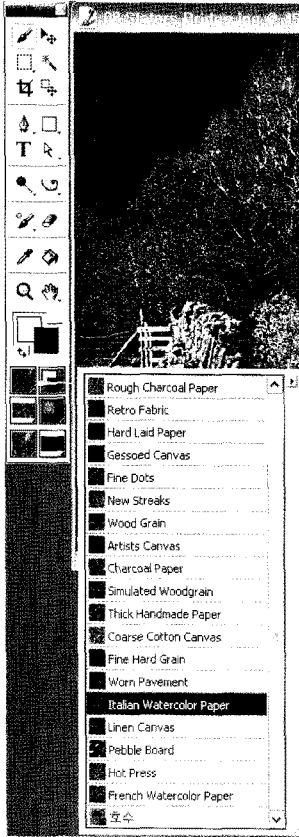 Rough Charcoal Paper
Retro Fabric
Hard Laid Paper
Gessoed Canvas
Fine Dots
New Streaks
Wood Grain
Artists Canvas
Charcoal Paper
Simulated Woodgrain
Thick Handmade Paper
Coarse Cotton Canvas
Fine Hard Grain
Worn Pavement
Italian Watercolor Paper
Linen Canvas
Pebble Board
Hot Press
French Watercolor Paper
호수